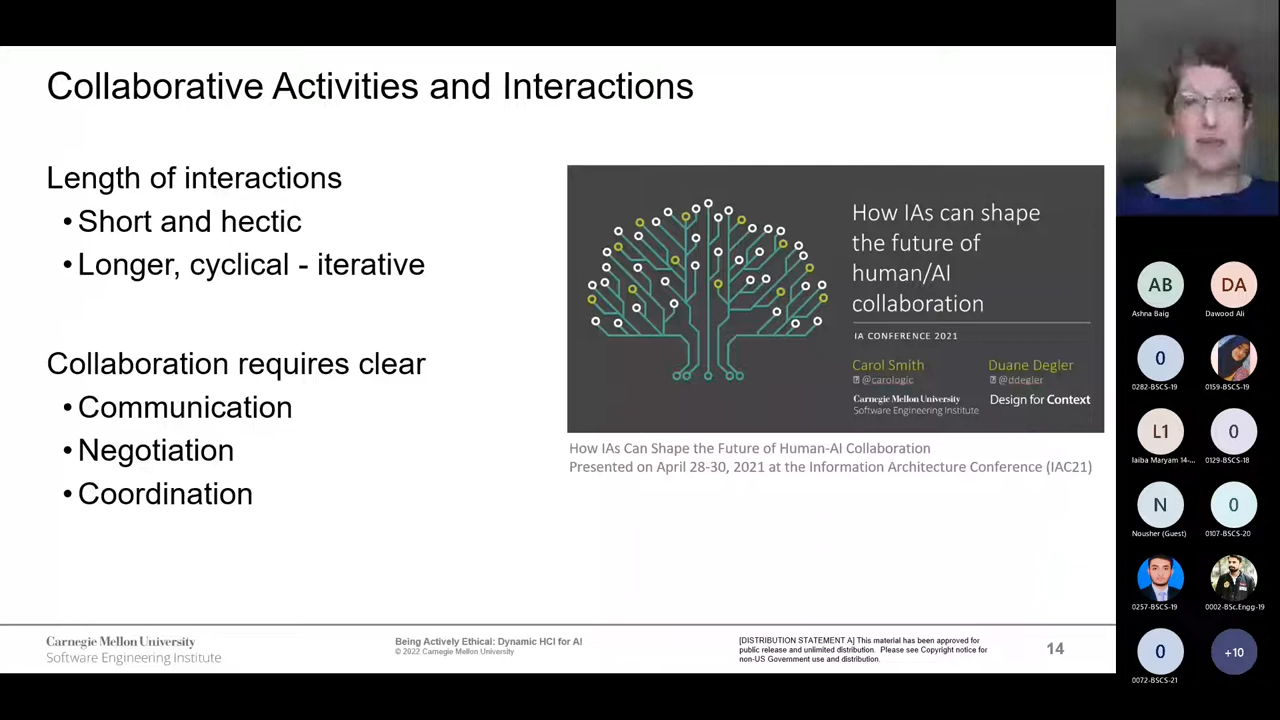 Collaborative Activities and Interactions
Length of interactions
• Short and hectic
• Longer, cyclical - iterative
Collaboration requires clear
• Communication
• Negotiation
• Coordination
How IAs can shape
the future of
human/AI
collaboration
IA CONFERENCE 2021
Carol Smith
@carologic
Carnegie Mellon University
Software Engineering Institute
Duane Degler
@ddegler
Design for Context
How IAs Can Shape the Future of Human-AI Collaboration
Presented on April 28-30, 2021 at the Information Architecture Conference (IAC21)
Carnegie Mellon University
Software Engineering Institute
Being Actively Ethical: Dynamic HCI for AI
© 2022 Carnegie Mellon University
[DISTRIBUTION STATEMENT A] This material has been approved for
public release and unlimited distribution. Please see Copyright notice for
non-US Government use and distribution.
14
AB
Ashna Baig
DA
Dawood Ali
0
0282-BSCS-19
0159-BSCS-19
L1
laiba Maryam 14-...
0
0129-BSCS-18
N
Nousher (Guest)
0
0107-BSCS-20
0257-BSCS-19
0002-BSc.Engg-19
0
0072-BSCS-21
+10